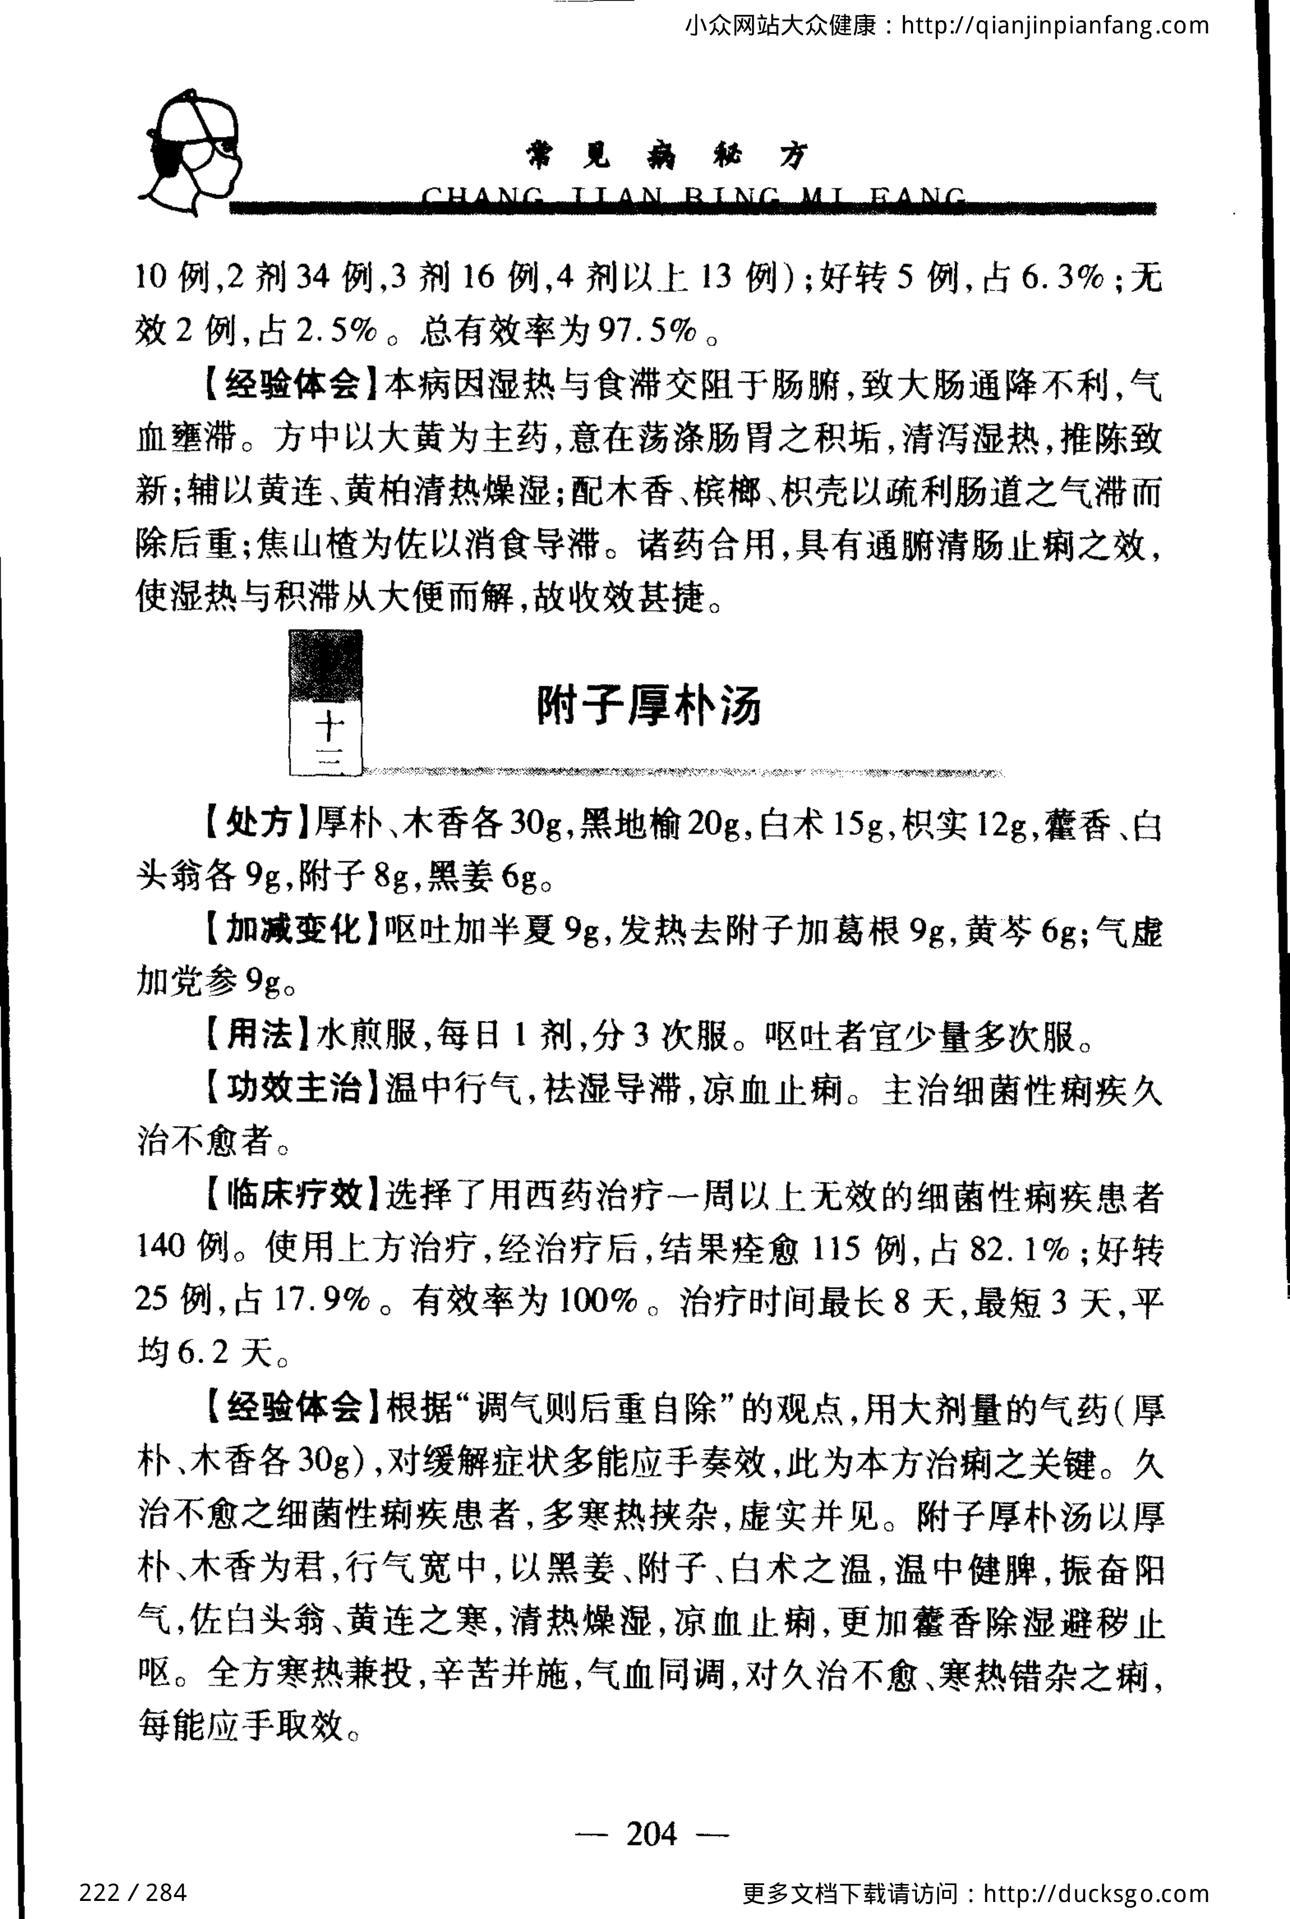 小众网站大众健康：http://qianjinpianfang.com
常见病秘方
CHANG JIAN BING MI FANG
10 例,2 剂 34 例,3 剂 16 例,4 剂以上 13 例);好转 5 例,占 6.3%;无
效 2 例,占 2.5%。总有效率为 97.5%。
【经验体会】本病因湿热与食滞交阻于肠腑,致大肠通降不利,气
血壅滞。方中以大黄为主药,意在荡涤肠胃之积垢,清泻湿热,推陈致
新;辅以黄连、黄柏清热燥湿;配木香、槟榔、枳壳以疏利肠道之气滞而
除后重;焦山楂为佐以消食导滞。诸药合用,具有通腑清肠止痢之效,
使湿热与积滞从大便而解,故收效甚捷。
十三
附子厚朴汤
【处方】厚朴、木香各 30g,黑地榆 20g,白术 15g,枳实 12g,藿香、白
头翁各 9g,附子 8g,黑姜 6g。
【加减变化】呕吐加半夏 9g,发热去附子加葛根 9g,黄芩 6g;气虚
加党参 9g。
【用法】水煎服,每日 1 剂,分 3 次服。呕吐者宜少量多次服。
【功效主治】温中行气,祛湿导滞,凉血止痢。主治细菌性痢疾久
治不愈者。
【临床疗效】选择了用西药治疗一周以上无效的细菌性痢疾患者
140 例。使用上方治疗,经治疗后,结果痊愈 115 例,占 82.1%;好转
25 例,占 17.9%。有效率为 100%。治疗时间最长 8 天,最短 3 天,平
均 6.2 天。
【经验体会】根据“调气则后重自除”的观点,用大剂量的气药(厚
朴、木香各 30g),对缓解症状多能应手奏效,此为本方治痢之关键。久
治不愈之细菌性痢疾患者,多寒热挟杂,虚实并见。附子厚朴汤以厚
朴、木香为君,行气宽中,以黑姜、附子、白术之温,温中健脾,振奋阳
气,佐白头翁、黄连之寒,清热燥湿,凉血止痢,更加藿香除湿避秽止
呕。全方寒热兼投,辛苦并施,气血同调,对久治不愈、寒热错杂之痢,
每能应手取效。
— 204 —
222 / 284
更多文档下载请访问：http://ducksgo.com